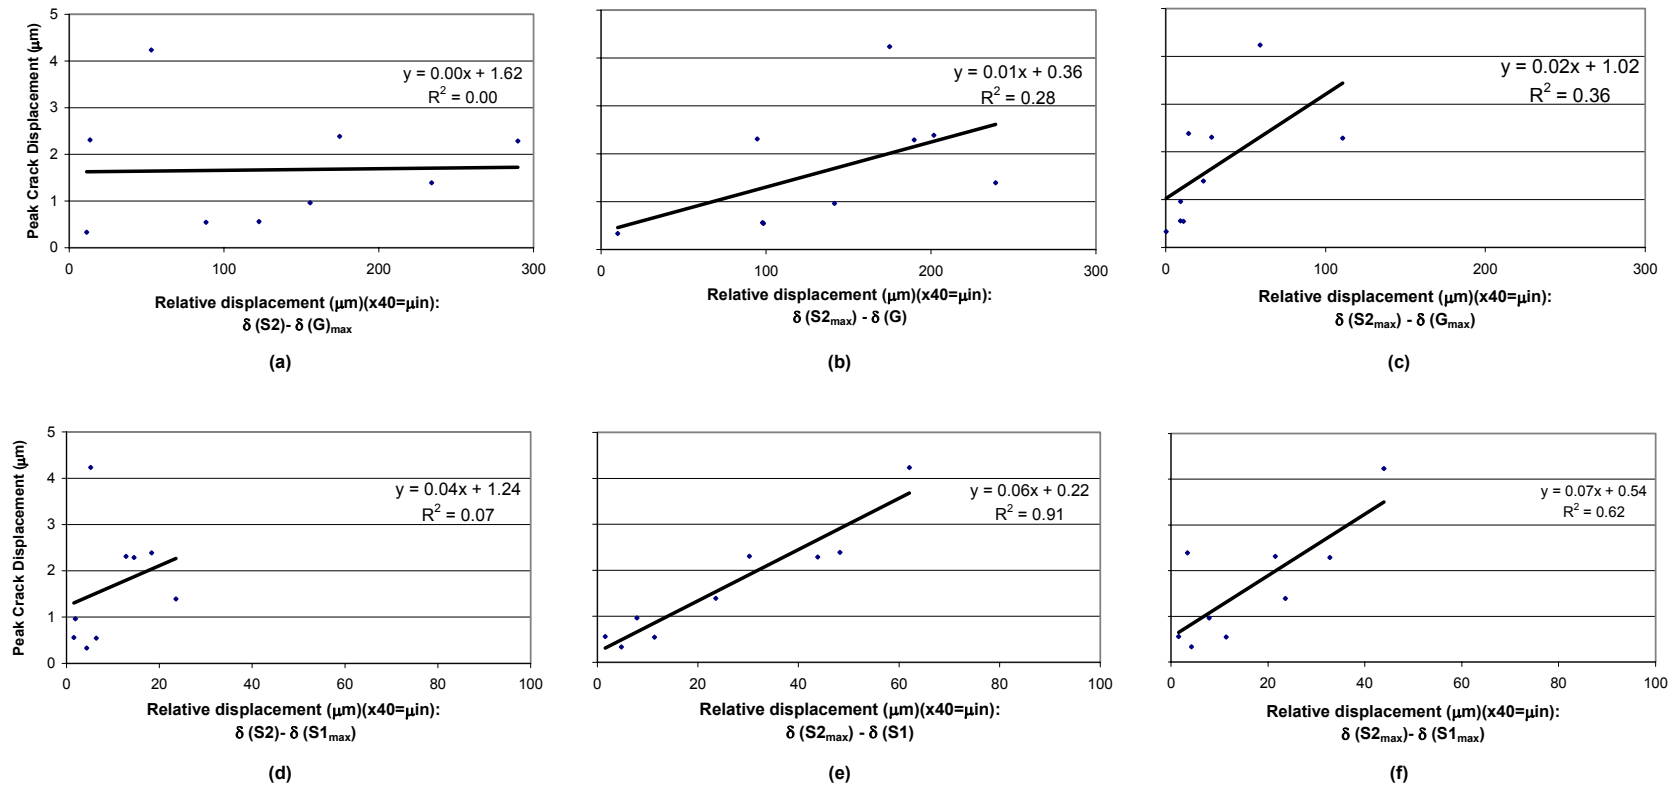 Peak Crack Displacement (μm)
5
4
3
2
1
0
y = 0.00x + 1.62
R² = 0.00
0 100 200 300
Relative displacement (μm)(x40=μin):
δ (S2)- δ (G)max
(a)
y = 0.01x + 0.36
R² = 0.28
0 100 200 300
Relative displacement (μm)(x40=μin):
δ (S2max) - δ (G)
(b)
y = 0.02x + 1.02
R² = 0.36
0 100 200 300
Relative displacement (μm)(x40=μin):
δ (S2max) - δ (Gmax)
(c)
Peak Crack Displacement (μm)
5
4
3
2
1
0
y = 0.04x + 1.24
R² = 0.07
0 20 40 60 80 100
Relative displacement (μm)(x40=μin):
δ (S2)- δ (S1max)
(d)
y = 0.06x + 0.22
R² = 0.91
0 20 40 60 80 100
Relative displacement (μm)(x40=μin):
δ (S2max) - δ (S1)
(e)
y = 0.07x + 0.54
R² = 0.62
0 20 40 60 80 100
Relative displacement (μm)(x40=μin):
δ (S2max)- δ (S1max)
(f)